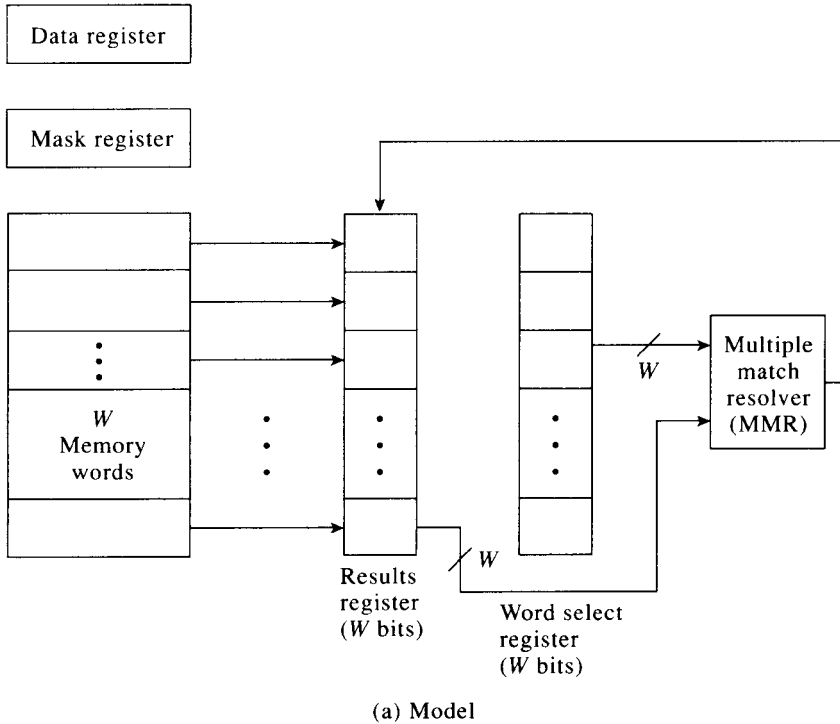 Data register
Mask register
W
Memory
words
W
Multiple
match
resolver
(MMR)
W
Results
register
(W bits)
Word select
register
(W bits)
(a) Model